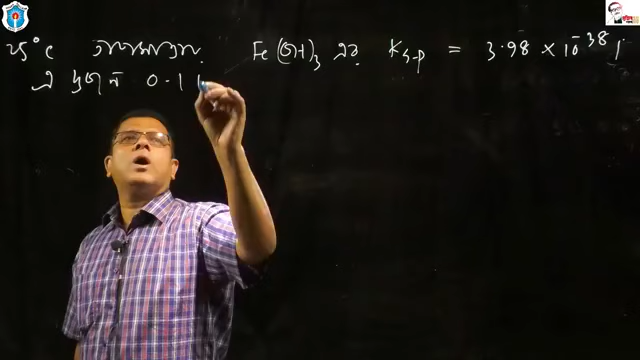 ২৫°c তাপমাত্রায় Fe(OH)3 এর Ksp = 3.98 × 10^-38 ।
এ দ্রবণে 0.1